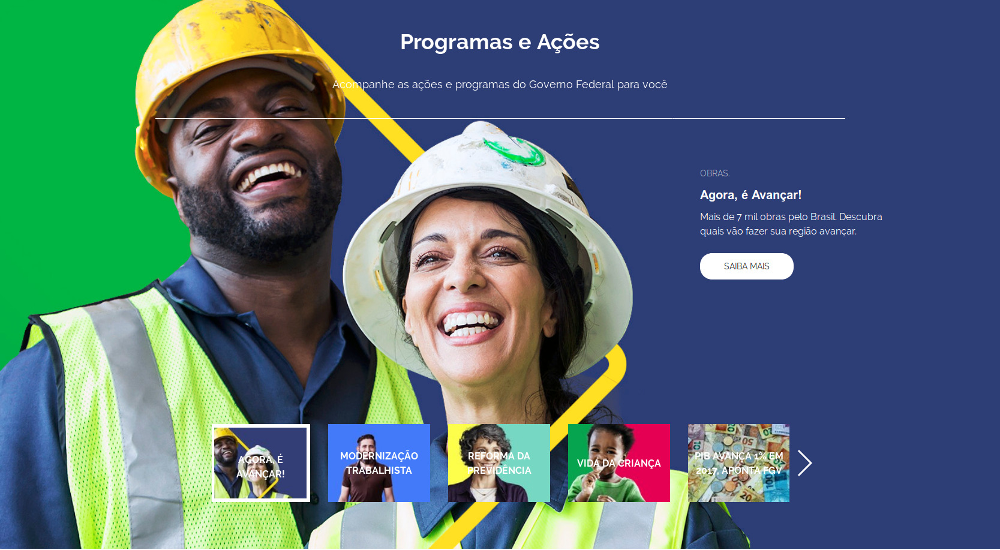 Programas e Ações
Acompanhe as ações e programas do Governo Federal para você
OBRAS
Agora, é Avançar!
Mais de 7 mil obras pelo Brasil. Descubra
quais vão fazer sua região avançar.
SAIBA MAIS
AGORA, É
AVANÇAR!
MODERNIZAÇÃO
TRABALHISTA
REFORMA DA
PREVIDÊNCIA
VIDA DA CRIANÇA
PIB AVANÇA 1% EM
2017, APONTA FGV